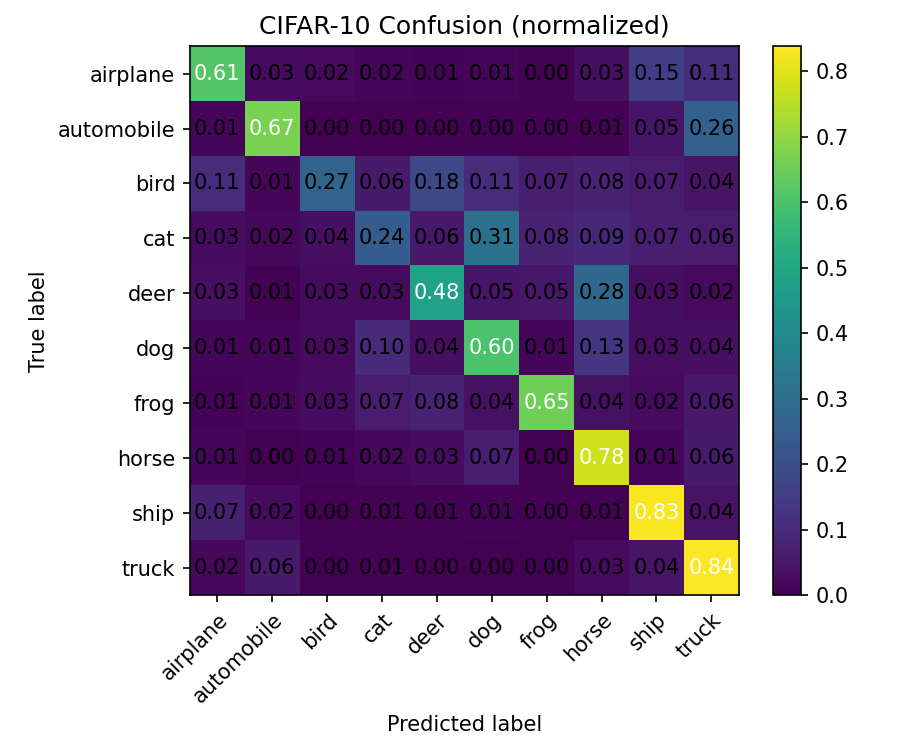 CIFAR-10 Confusion (normalized)
airplane 0.61 0.03 0.02 0.02 0.01 0.01 0.00 0.03 0.15 0.11
automobile 0.01 0.67 0.00 0.00 0.00 0.00 0.00 0.01 0.05 0.26
bird 0.11 0.01 0.27 0.06 0.18 0.11 0.07 0.08 0.07 0.04
cat 0.03 0.02 0.04 0.24 0.06 0.31 0.08 0.09 0.07 0.06
deer 0.03 0.01 0.03 0.03 0.48 0.05 0.05 0.28 0.03 0.02
dog 0.01 0.01 0.03 0.10 0.04 0.60 0.01 0.13 0.03 0.04
frog 0.01 0.01 0.03 0.07 0.08 0.04 0.65 0.04 0.02 0.06
horse 0.01 0.00 0.01 0.02 0.03 0.07 0.00 0.78 0.01 0.06
ship 0.07 0.02 0.00 0.01 0.01 0.01 0.00 0.01 0.83 0.04
truck 0.02 0.06 0.00 0.01 0.00 0.00 0.00 0.03 0.04 0.84
airplane automobile bird cat deer dog frog horse ship truck
Predicted label
True label
0.8
0.7
0.6
0.5
0.4
0.3
0.2
0.1
0.0